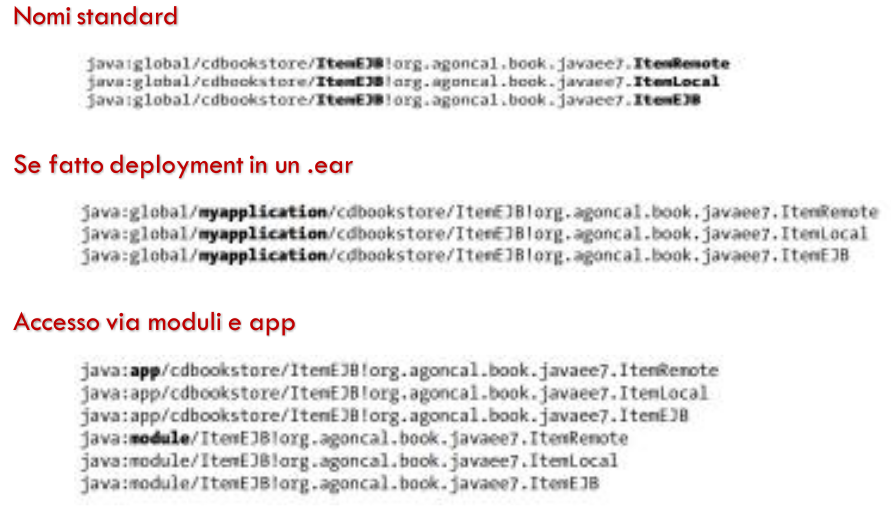 Nomi standard
java:global/cdbookstore/ItemEJB!org.agoncal.book.javaee7.ItemRemote
java:global/cdbookstore/ItemEJB!org.agoncal.book.javaee7.ItemLocal
java:global/cdbookstore/ItemEJB!org.agoncal.book.javaee7.ItemEJB
Se fatto deployment in un .ear
java:global/myapplication/cdbookstore/ItemEJB!org.agoncal.book.javaee7.ItemRemote
java:global/myapplication/cdbookstore/ItemEJB!org.agoncal.book.javaee7.ItemLocal
java:global/myapplication/cdbookstore/ItemEJB!org.agoncal.book.javaee7.ItemEJB
Accesso via moduli e app
java:app/cdbookstore/ItemEJB!org.agoncal.book.javaee7.ItemRemote
java:app/cdbookstore/ItemEJB!org.agoncal.book.javaee7.ItemLocal
java:app/cdbookstore/ItemEJB!org.agoncal.book.javaee7.ItemEJB
java:module/ItemEJB!org.agoncal.book.javaee7.ItemRemote
java:module/ItemEJB!org.agoncal.book.javaee7.ItemLocal
java:module/ItemEJB!org.agoncal.book.javaee7.ItemEJB